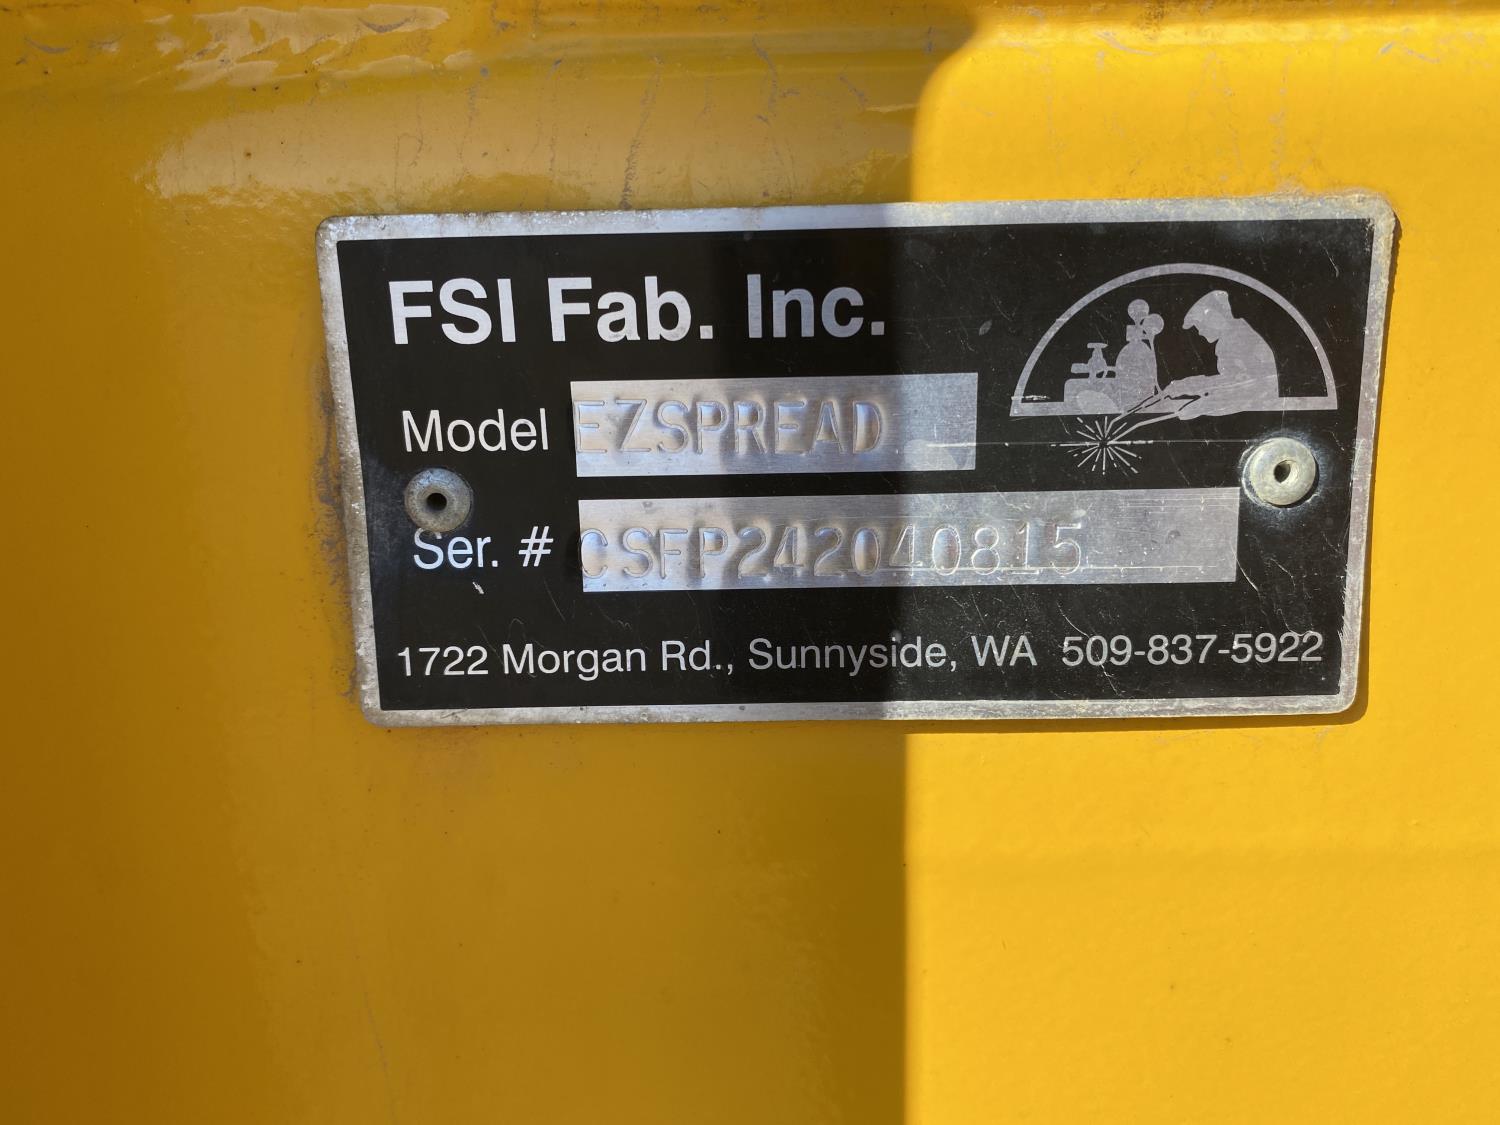 FSI Fab. Inc.
Model EZSPREAD
Ser. # CSFP242040815
1722 Morgan Rd., Sunnyside, WA 509-837-5922